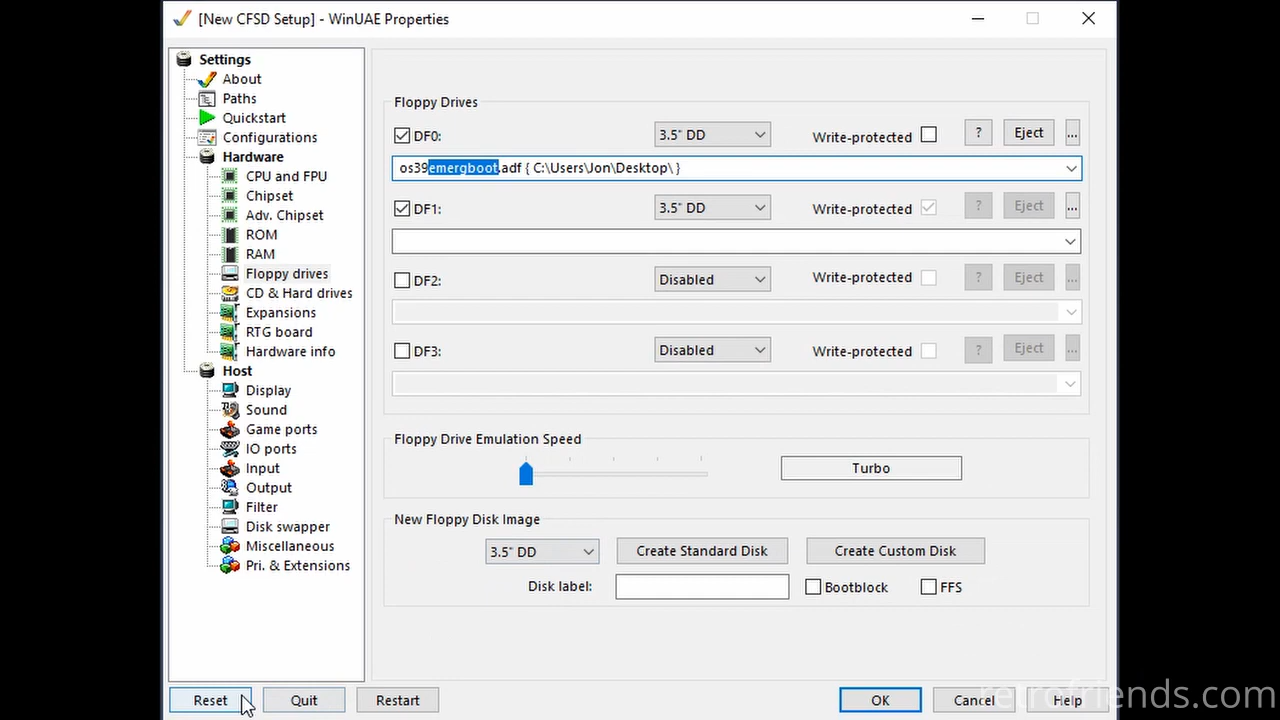 [New CFSD Setup] - WinUAE Properties
Settings
About
Paths
Quickstart
Configurations
Hardware
CPU and FPU
Chipset
Adv. Chipset
ROM
RAM
Floppy drives
CD & Hard drives
Expansions
RTG board
Hardware info
Host
Display
Sound
Game ports
IO ports
Input
Output
Filter
Disk swapper
Miscellaneous
Pri. & Extensions
Floppy Drives
DF0: 3.5" DD Write-protected ? Eject ...
os39emergboot.adf { C:\Users\Jon\Desktop\ }
DF1: 3.5" DD Write-protected ? Eject ...
DF2: Disabled Write-protected ? Eject ...
DF3: Disabled Write-protected ? Eject ...
Floppy Drive Emulation Speed
Turbo
New Floppy Disk Image
3.5" DD Create Standard Disk Create Custom Disk
Disk label: Bootblock FFS
Reset Quit Restart OK Cancel Help
retrofriends.com